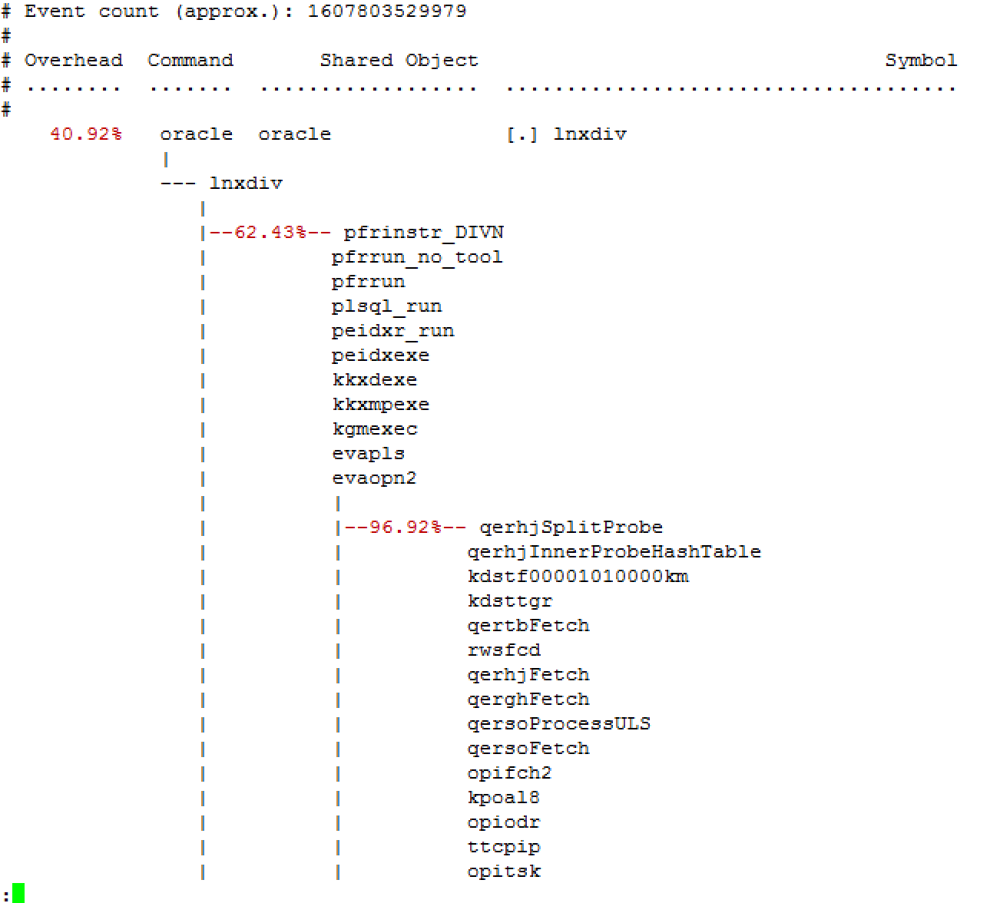 # Event count (approx.): 1607803529979
#
# Overhead  Command       Shared Object                                 Symbol
# ........  .......  ..................  .....................................
#
    40.92%   oracle  oracle              [.] lnxdiv
             |
             --- lnxdiv
                |
                |--62.43%-- pfrinstr_DIVN
                |          pfrrun_no_tool
                |          pfrrun
                |          plsql_run
                |          peidxr_run
                |          peidxexe
                |          kkxdexe
                |          kkxmpexe
                |          kgmexec
                |          evapls
                |          evaopn2
                |          |
                |          |--96.92%-- qerhjSplitProbe
                |          |          qerhjInnerProbeHashTable
                |          |          kdstf00001010000km
                |          |          kdsttgr
                |          |          qertbFetch
                |          |          rwsfcd
                |          |          qerhjFetch
                |          |          qerghFetch
                |          |          qersoProcessULS
                |          |          qersoFetch
                |          |          opifch2
                |          |          kpoal8
                |          |          opiodr
                |          |          ttcpip
                |          |          opitsk
: